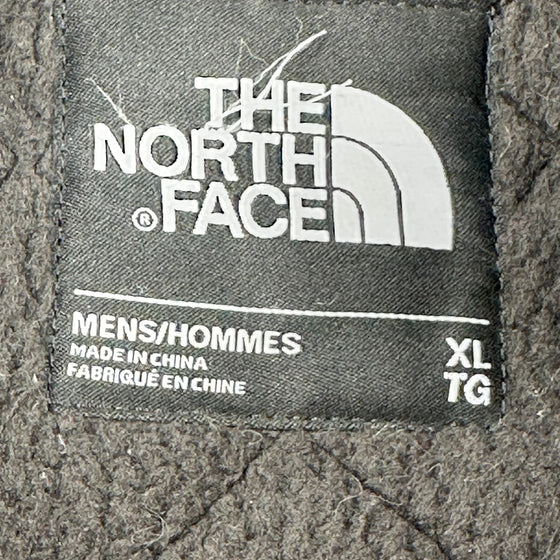 THE
NORTH
® FACE
MENS/HOMMES
MADE IN CHINA
FABRIQUÉ EN CHINE
XL
TG